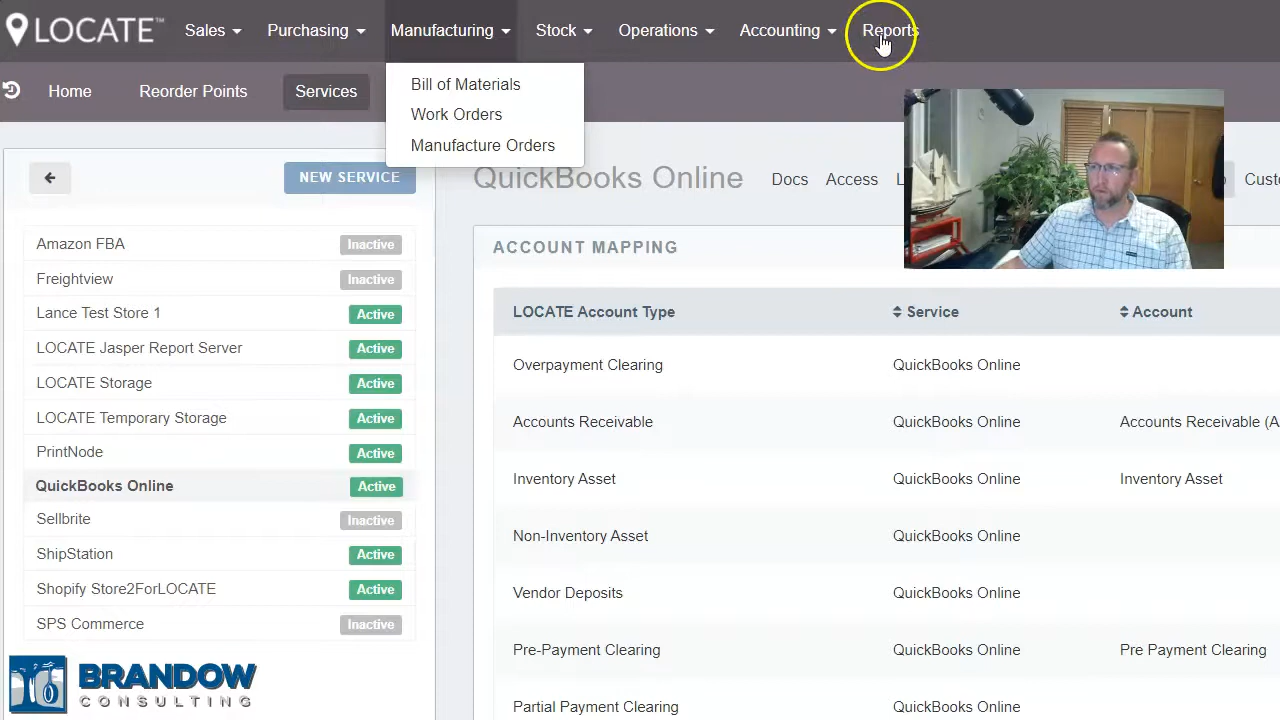 LOCATE™ Sales Purchasing Manufacturing Stock Operations Accounting Reports
Home Reorder Points Services
Bill of Materials
Work Orders
Manufacture Orders
NEW SERVICE
QuickBooks Online Docs Access
Custo
Amazon FBA Inactive
Freightview Inactive
Lance Test Store 1 Active
LOCATE Jasper Report Server Active
LOCATE Storage Active
LOCATE Temporary Storage Active
PrintNode Active
QuickBooks Online Active
Sellbrite Inactive
ShipStation Active
Shopify Store2ForLOCATE Active
SPS Commerce Inactive
ACCOUNT MAPPING
LOCATE Account Type Service Account
Overpayment Clearing QuickBooks Online
Accounts Receivable QuickBooks Online Accounts Receivable (A
Inventory Asset QuickBooks Online Inventory Asset
Non-Inventory Asset QuickBooks Online
Vendor Deposits QuickBooks Online
Pre-Payment Clearing QuickBooks Online Pre Payment Clearing
Partial Payment Clearing QuickBooks Online
BRANDOW
CONSULTING